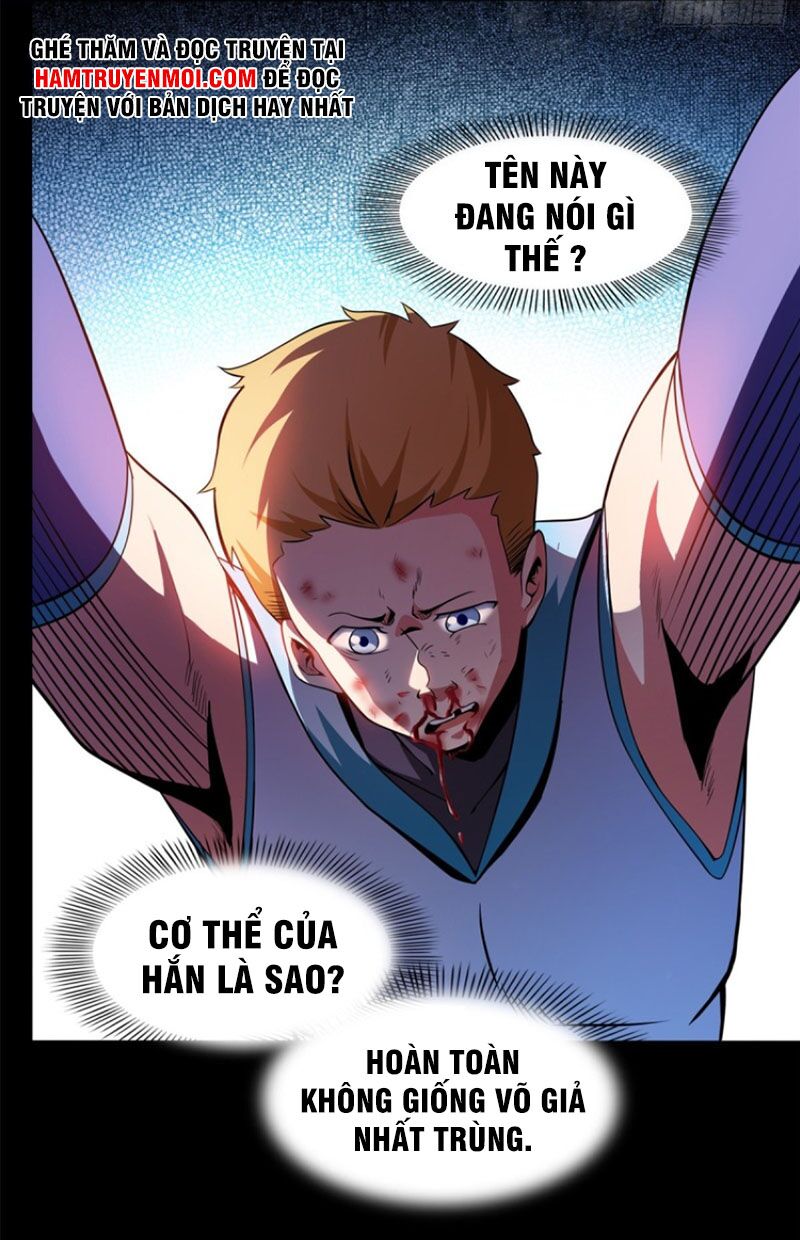 GHÉ THĂM VÀ ĐỌC TRUYỆN TẠI
HAMTRUYENMOI.COM ĐỂ ĐỌC
TRUYỆN VỚI BẢN DỊCH HAY NHẤT
TÊN NÀY
ĐANG NÓI GÌ
THẾ ?
CƠ THỂ CỦA
HẮN LÀ SAO?
HOÀN TOÀN
KHÔNG GIỐNG VÕ GIẢ
NHẤT TRÙNG.